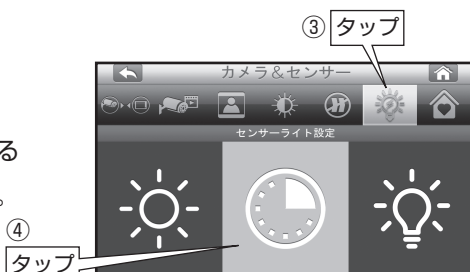 ③ タップ
カメラ&センサー
センサーライト設定
る
。
④
タップ